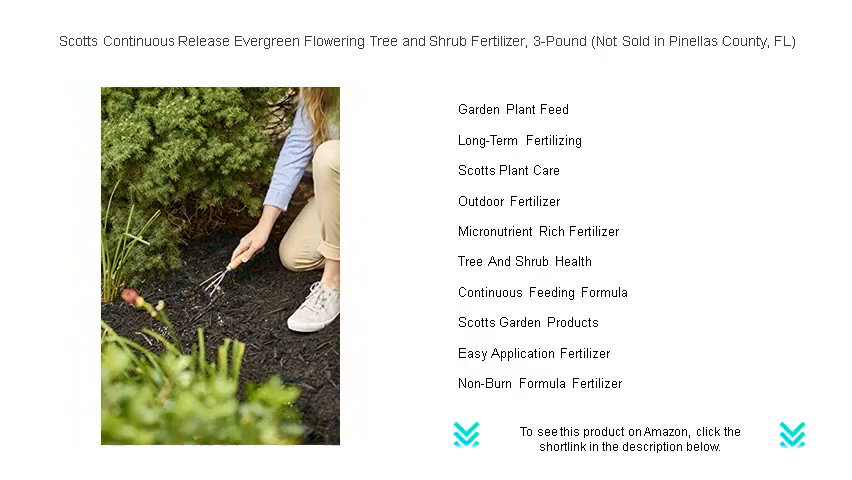 Scotts Continuous Release Evergreen Flowering Tree and Shrub Fertilizer, 3-Pound (Not Sold in Pinellas County, FL)
Garden Plant Feed
Long-Term Fertilizing
Scotts Plant Care
Outdoor Fertilizer
Micronutrient Rich Fertilizer
Tree And Shrub Health
Continuous Feeding Formula
Scotts Garden Products
Easy Application Fertilizer
Non-Burn Formula Fertilizer
To see this product on Amazon, click the
shortlink in the description below.